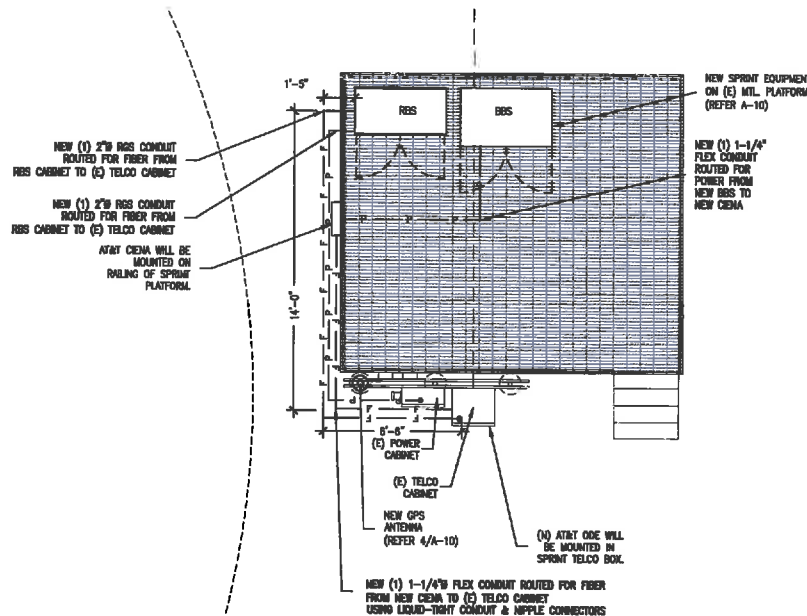 1'-5"
RBS
BBS
NEW SPRINT EQUIPMENT
ON (E) MTL. PLATFORM
(REFER A-10)
NEW (1) 2"Ø RGS CONDUIT
ROUTED FOR FIBER FROM
RBS CABINET TO (E) TELCO CABINET
NEW (1) 1-1/4"
FLEX CONDUIT
ROUTED FOR
POWER FROM
NEW BBS TO
NEW CIENA
NEW (1) 2"Ø RGS CONDUIT
ROUTED FOR FIBER FROM
RBS CABINET TO (E) TELCO CABINET
AT&T CIENA WILL BE
MOUNTED ON
RAILING OF SPRINT
PLATFORM.
14'-0"
6'-6"
(E) POWER
CABINET
(E) TELCO
CABINET
NEW GPS
ANTENNA
(REFER 4/A-10)
(N) AT&T ODE WILL
BE MOUNTED IN
SPRINT TELCO BOX.
NEW (1) 1-1/4"Ø FLEX CONDUIT ROUTED FOR FIBER
FROM NEW CIENA TO (E) TELCO CABINET
USING LIQUID-TIGHT CONDUIT & NIPPLE CONNECTORS